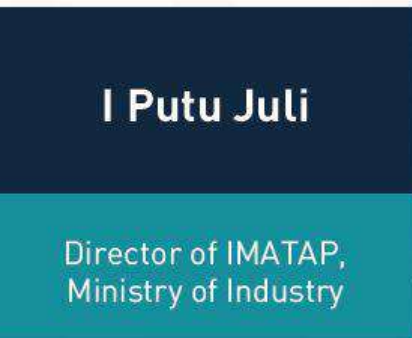 I Putu Juli
Director of IMATAP,
Ministry of Industry